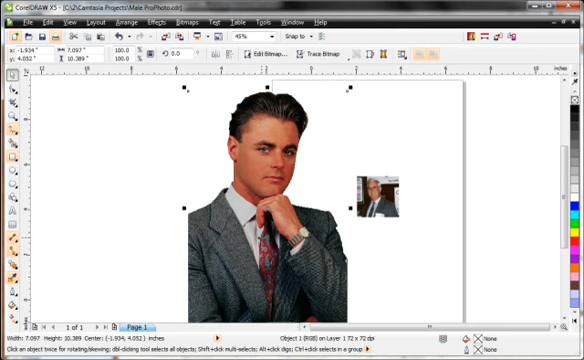 CorelDRAW X5 - [C:\2\Camtasia Projects\Male ProPhoto.cdr]
File Edit View Layout Arrange Effects Bitmaps Text Table Tools Window Help
45% Snap to
x: -1.934 " 7.097 " 100.0 % 0.0
y: 4.052 " 10.389 " 100.0 %
Edit Bitmap... Trace Bitmap
inches
1 of 1 Page 1
Width: 7.097 Height: 10.389 Center: (-1.934, 4.052 ) inches Object 1 (RGB) on Layer 1 72 x 72 dpi None
Click an object twice for rotating/skewing; dbl-clicking tool selects all objects; Shift+click multi-selects; Alt+click digs; Ctrl+click selects in a group None